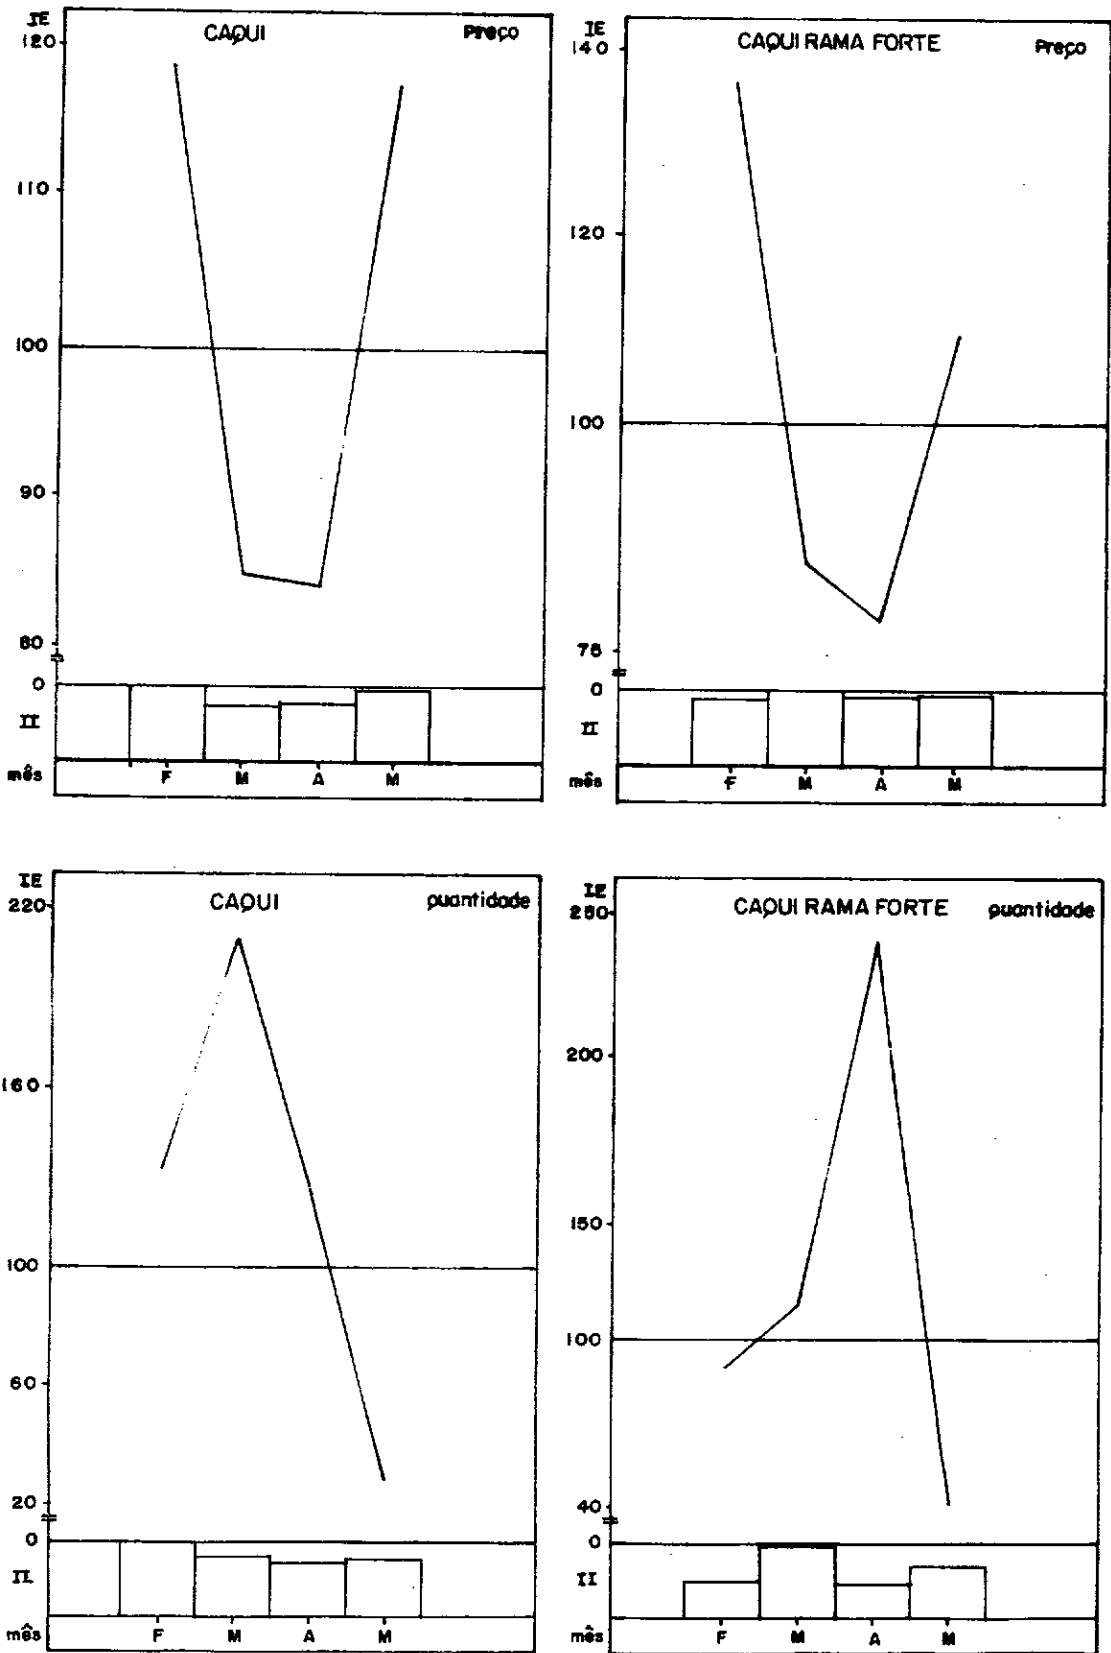 IE
CAQUI Preço
120
110
100
90
80
0
II
mês F M A M
IE
CAQUI RAMA FORTE Preço
140
120
100
75
0
II
mês F M A M
IE
CAQUI quantidade
220
160
100
60
20
0
II
mês F M A M
IE
CAQUI RAMA FORTE quantidade
250
200
150
100
40
0
II
mês F M A M